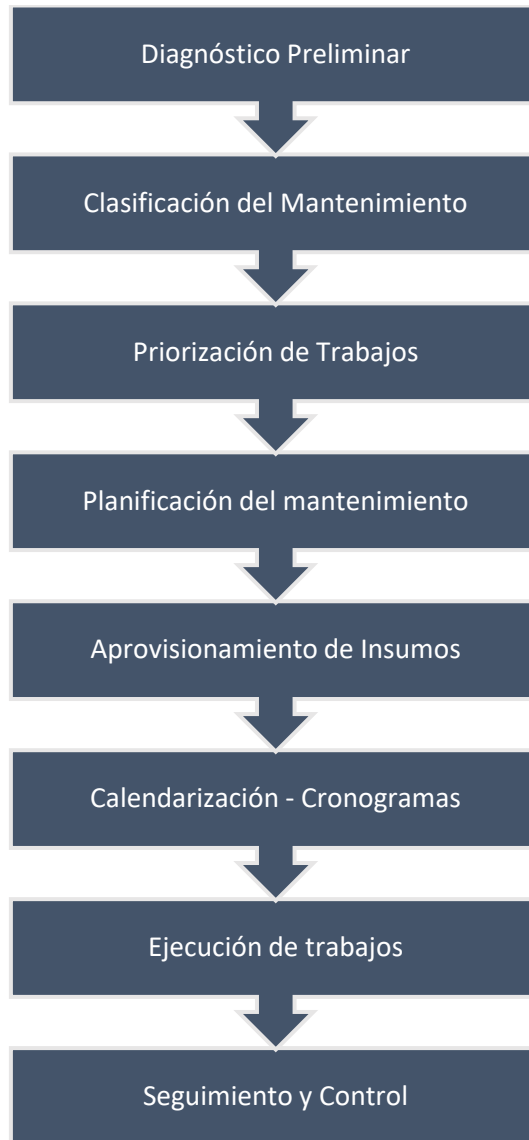 Diagnóstico Preliminar
Clasificación del Mantenimiento
Priorización de Trabajos
Planificación del mantenimiento
Aprovisionamiento de Insumos
Calendarización - Cronogramas
Ejecución de trabajos
Seguimiento y Control